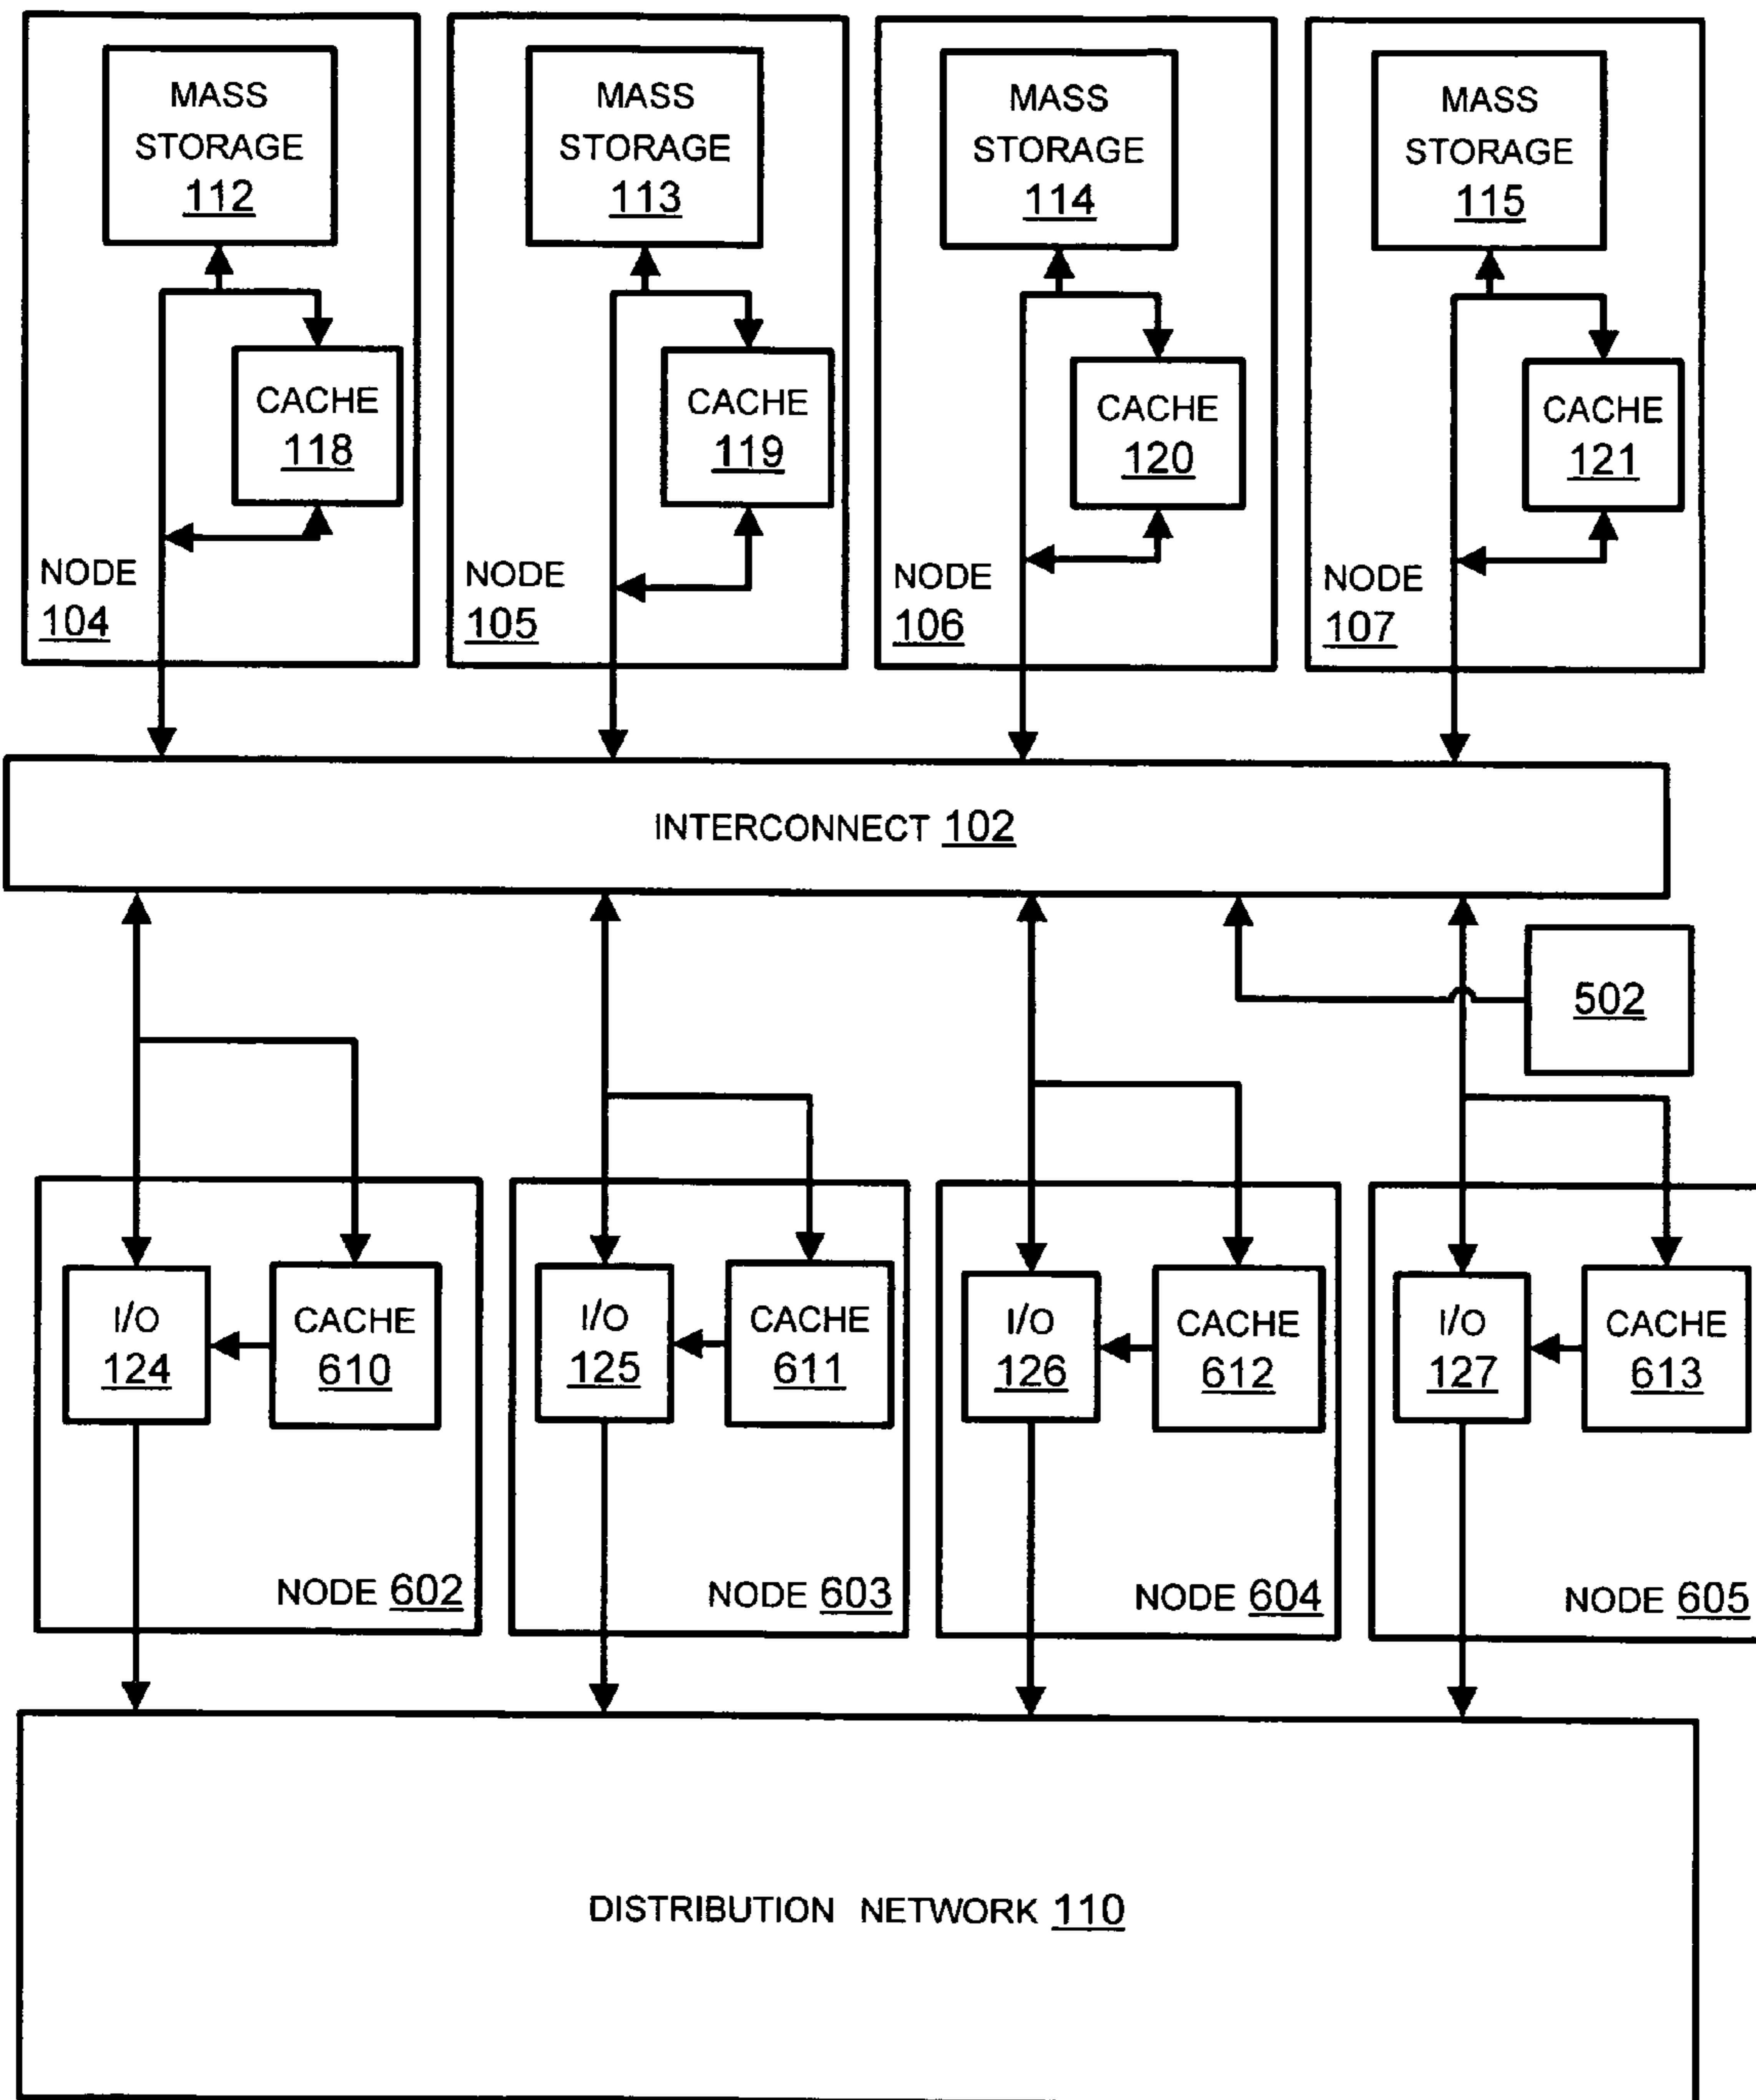 MASS
STORAGE
112
MASS
STORAGE
113
MASS
STORAGE
114
MASS
STORAGE
115
CACHE
118
CACHE
119
CACHE
120
CACHE
121
NODE
104
NODE
105
NODE
106
NODE
107
INTERCONNECT 102
502
I/O
124
CACHE
610
I/O
125
CACHE
611
I/O
126
CACHE
612
I/O
127
CACHE
613
NODE 602
NODE 603
NODE 604
NODE 605
DISTRIBUTION NETWORK 110